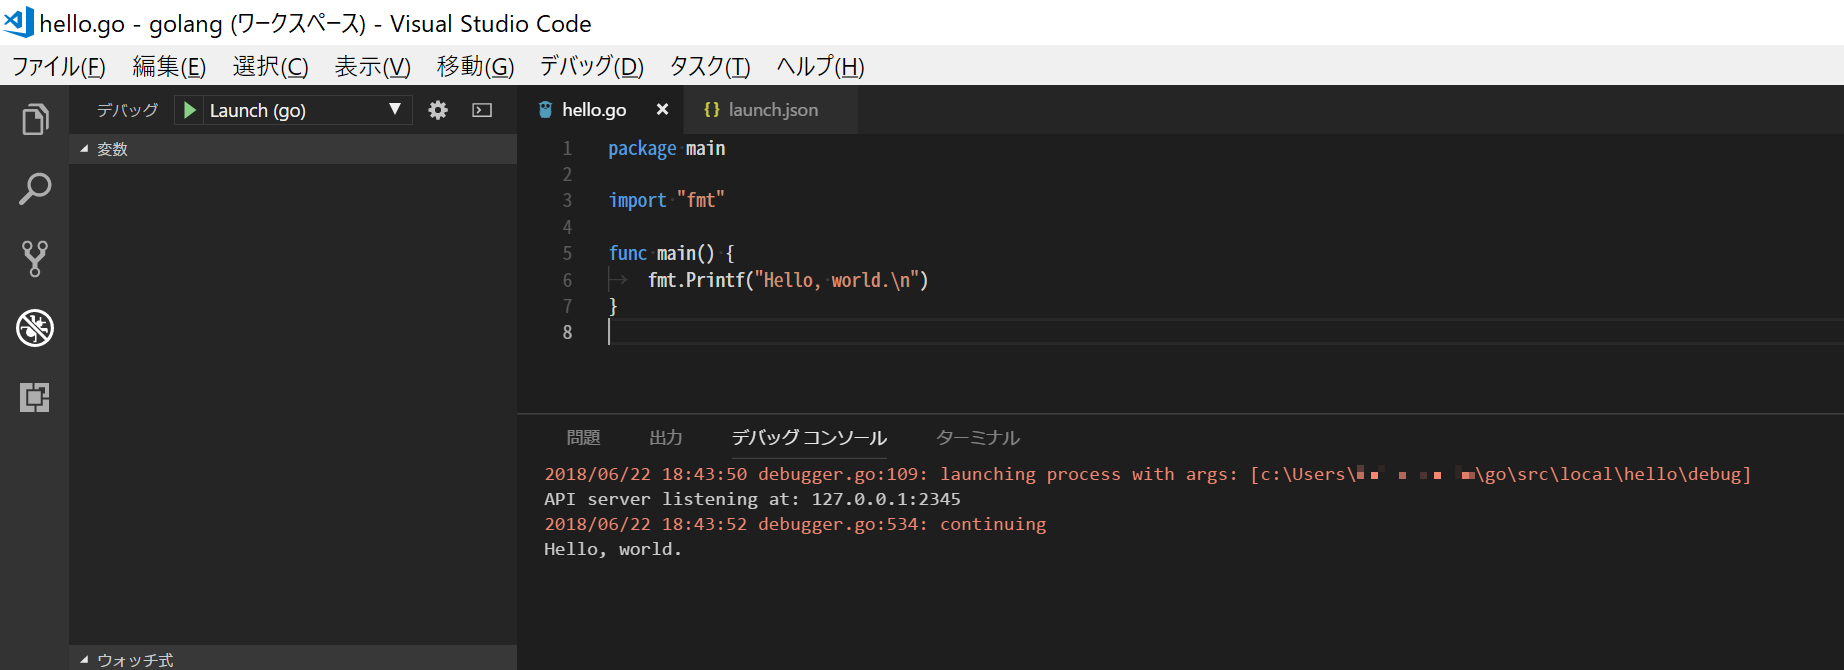 hello.go - golang (ワークスペース) - Visual Studio Code
ファイル(F) 編集(E) 選択(C) 表示(V) 移動(G) デバッグ(D) タスク(T) ヘルプ(H)
デバッグ Launch (go)
変数
ウォッチ式
hello.go launch.json
1 package main
2
3 import "fmt"
4
5 func main() {
6 fmt.Printf("Hello, world.\n")
7 }
8
問題 出力 デバッグ コンソール ターミナル
2018/06/22 18:43:50 debugger.go:109: launching process with args: [c:\Users\ \go\src\local\hello\debug]
API server listening at: 127.0.0.1:2345
2018/06/22 18:43:52 debugger.go:534: continuing
Hello, world.